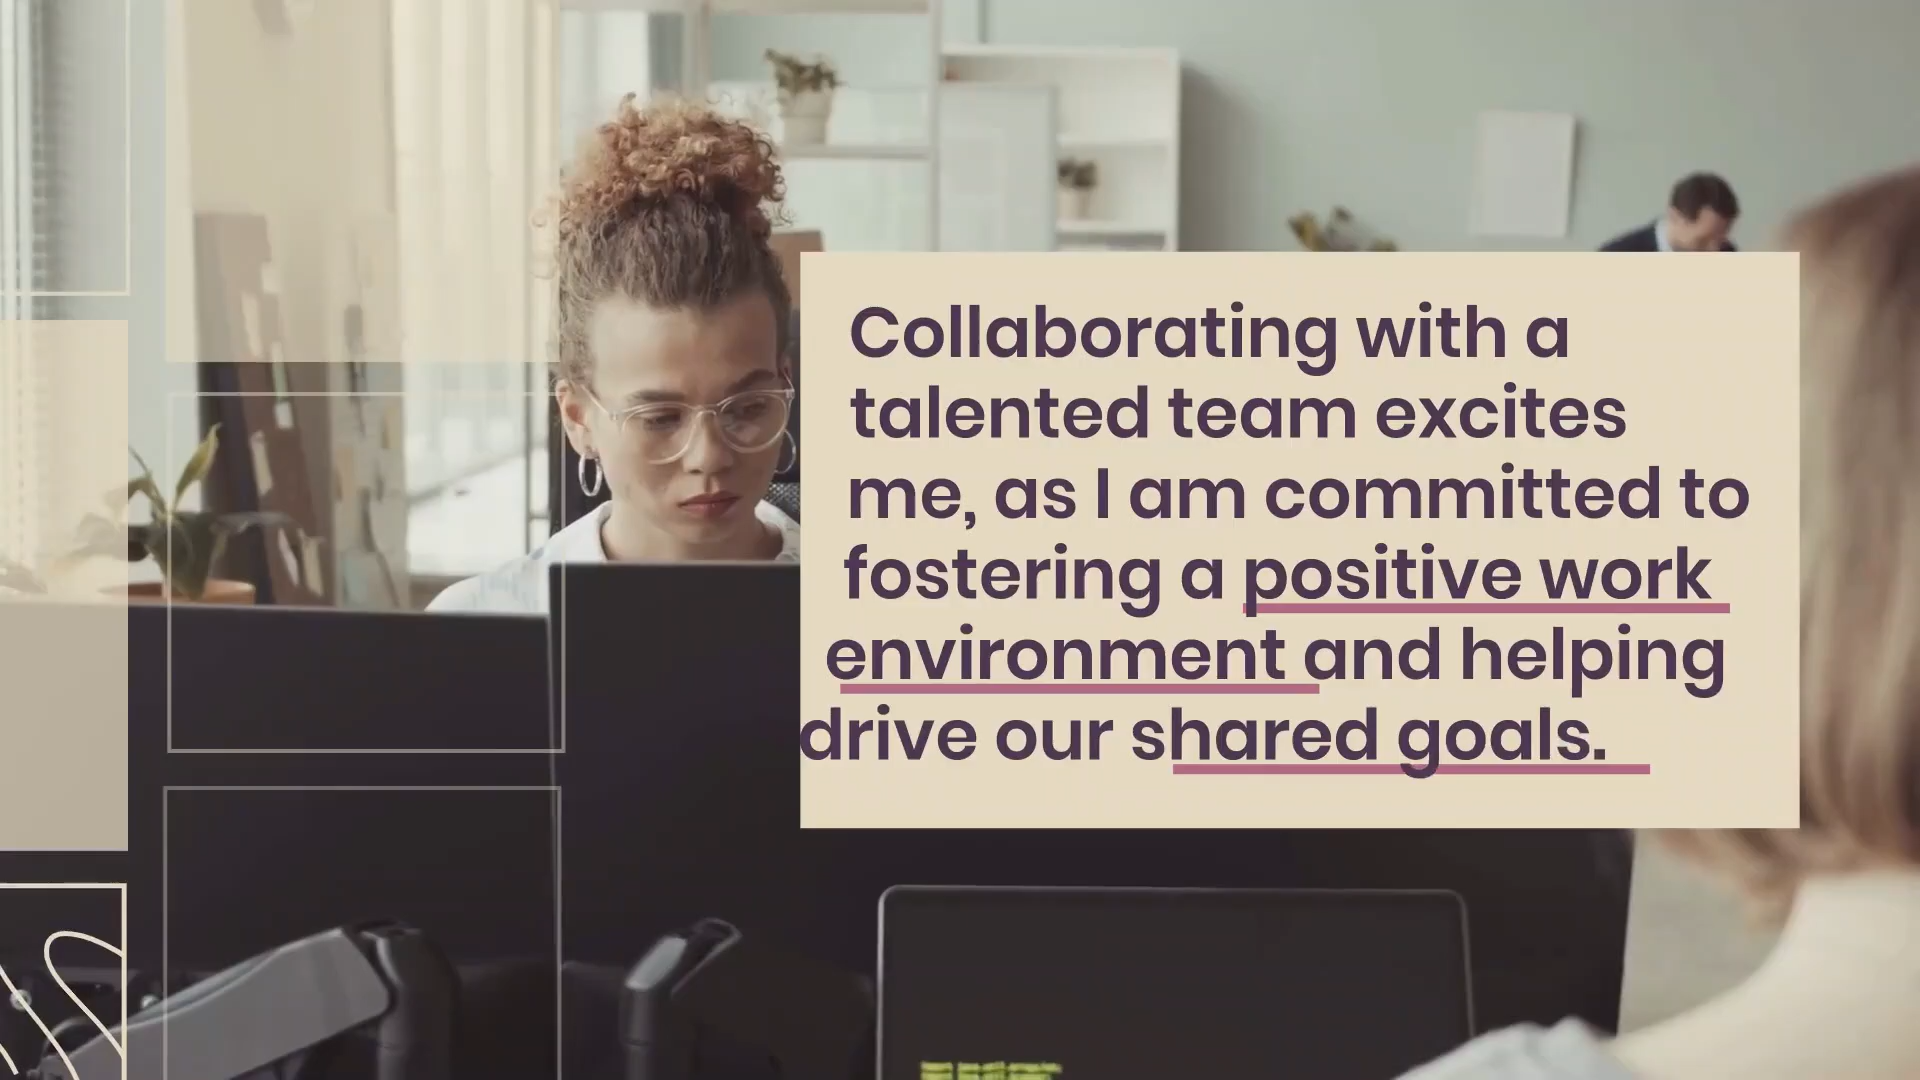 Collaborating with a
talented team excites
me, as I am committed to
fostering a positive work
environment and helping
drive our shared goals.